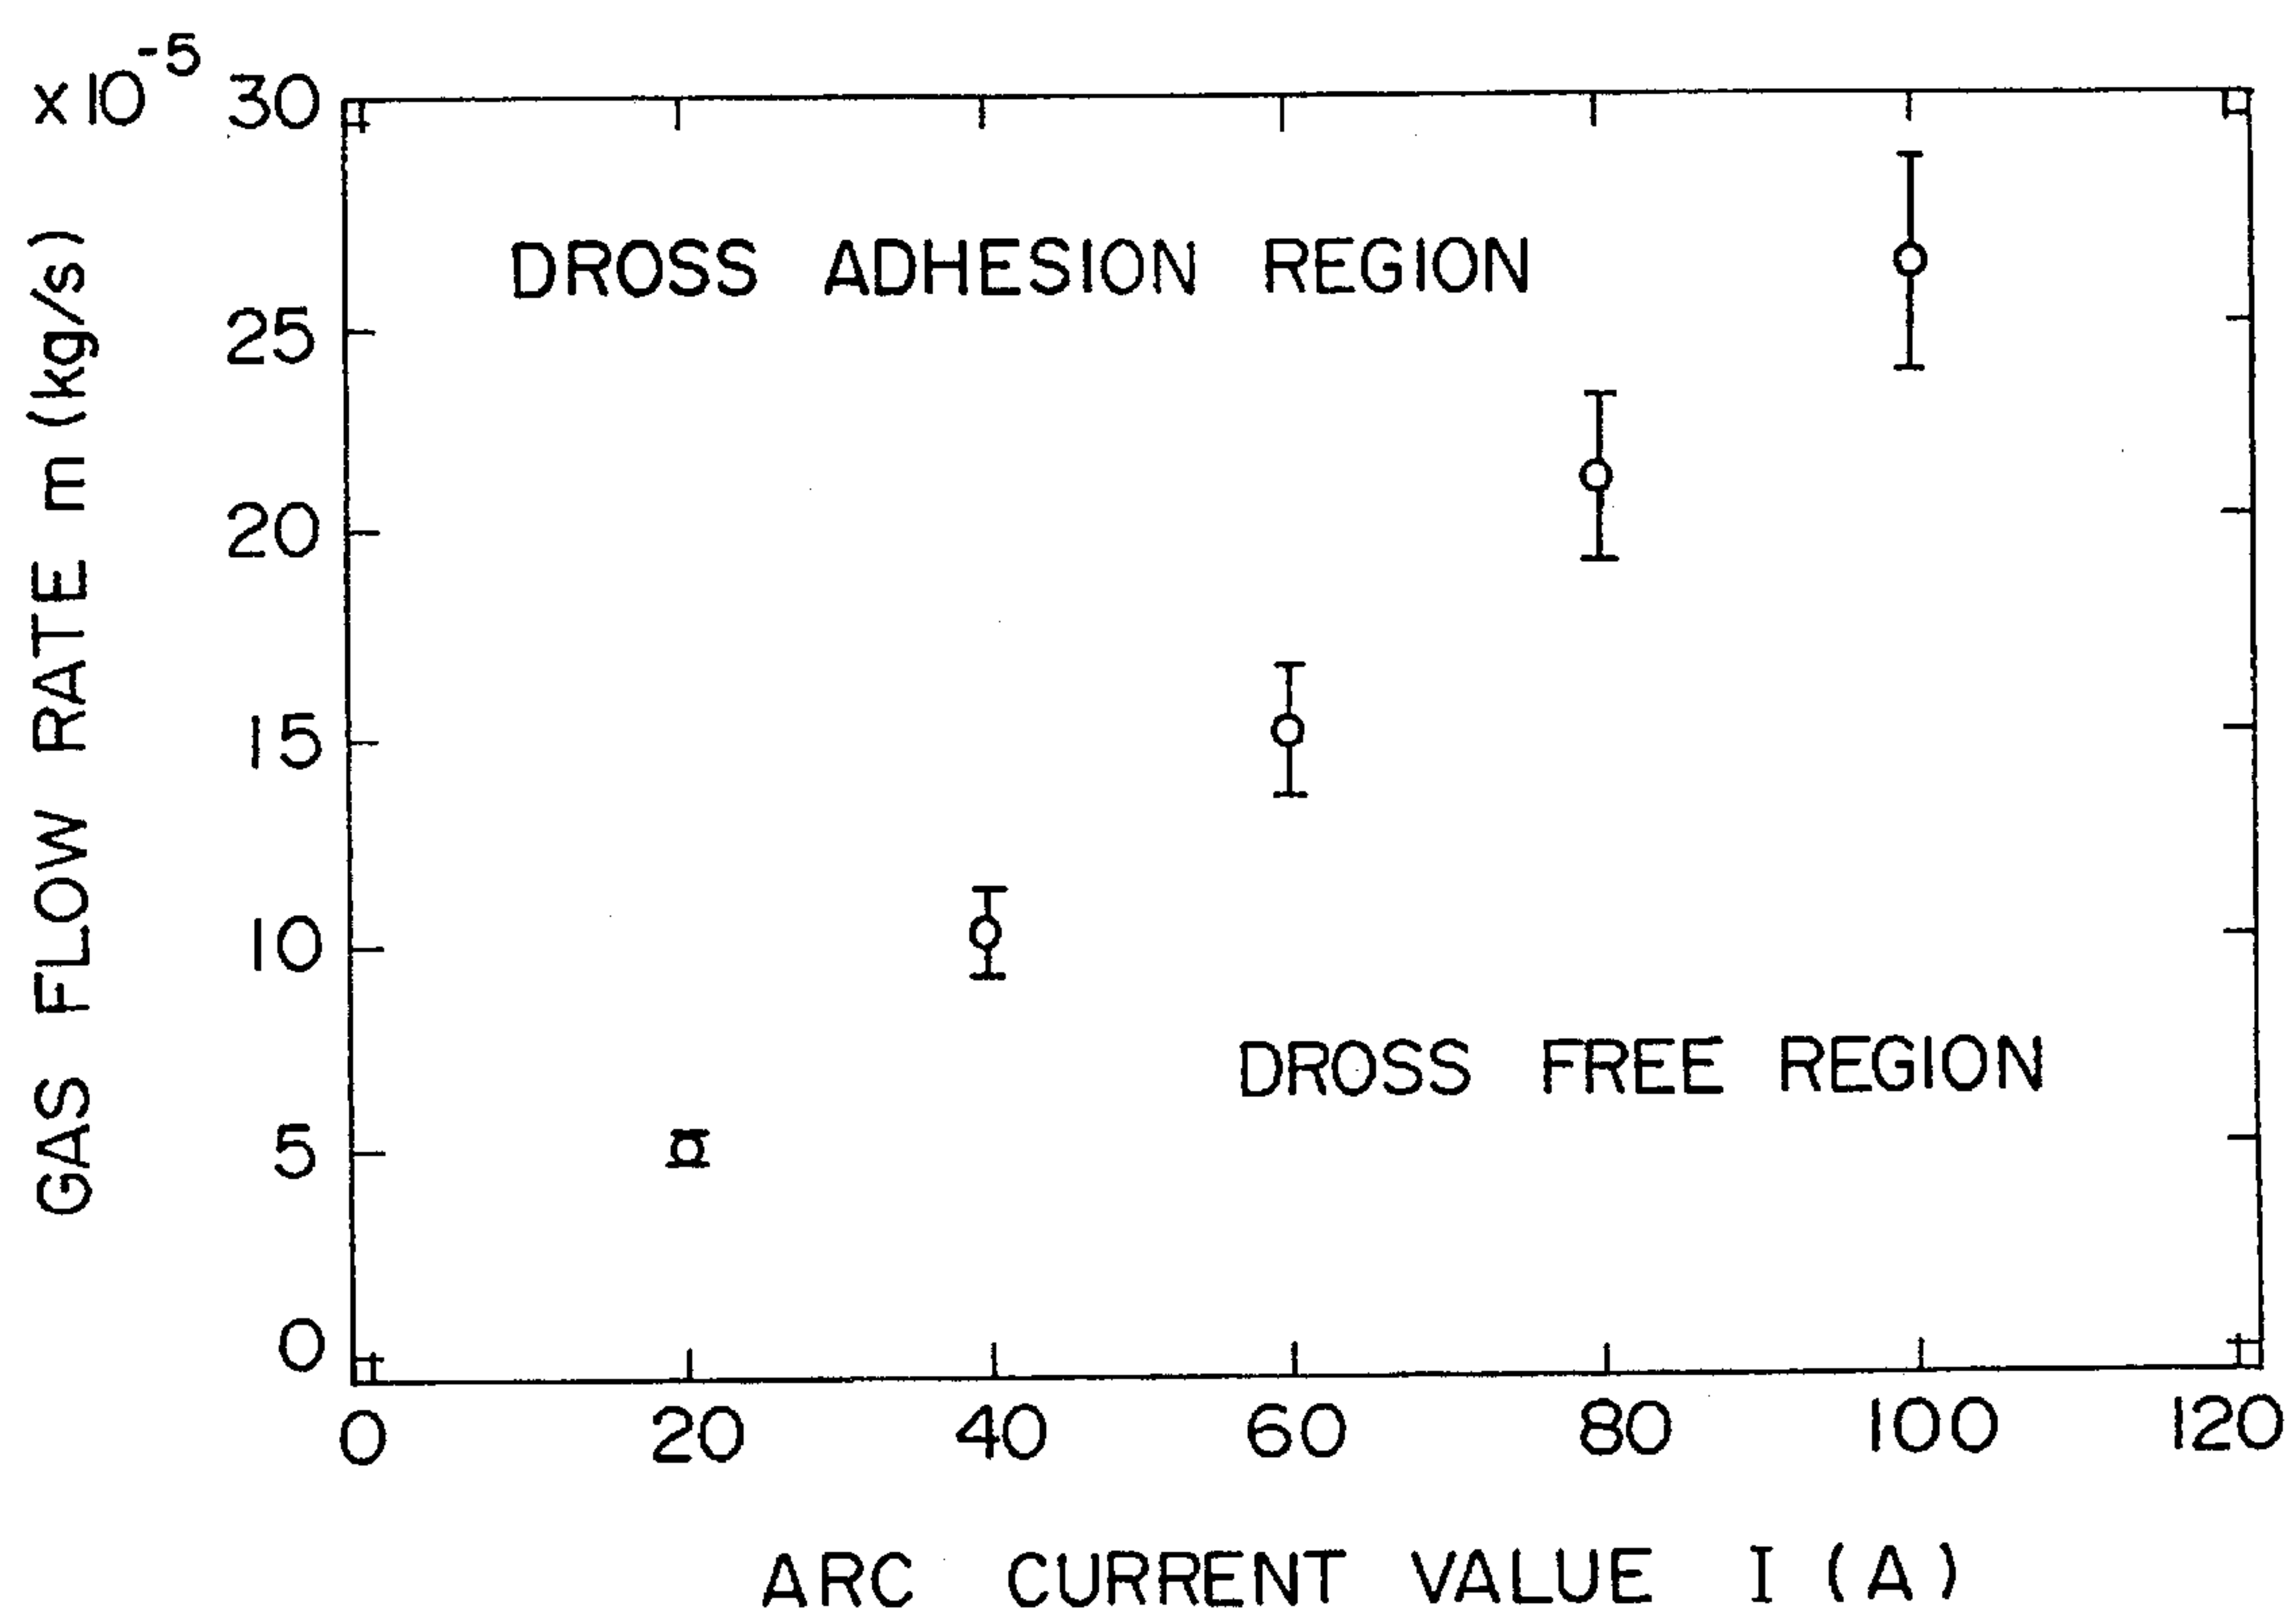 x10^-5 30
25
20
15
10
5
0
GAS FLOW RATE m (kg/s)
DROSS ADHESION REGION
DROSS FREE REGION
0 20 40 60 80 100 120
ARC CURRENT VALUE I (A)